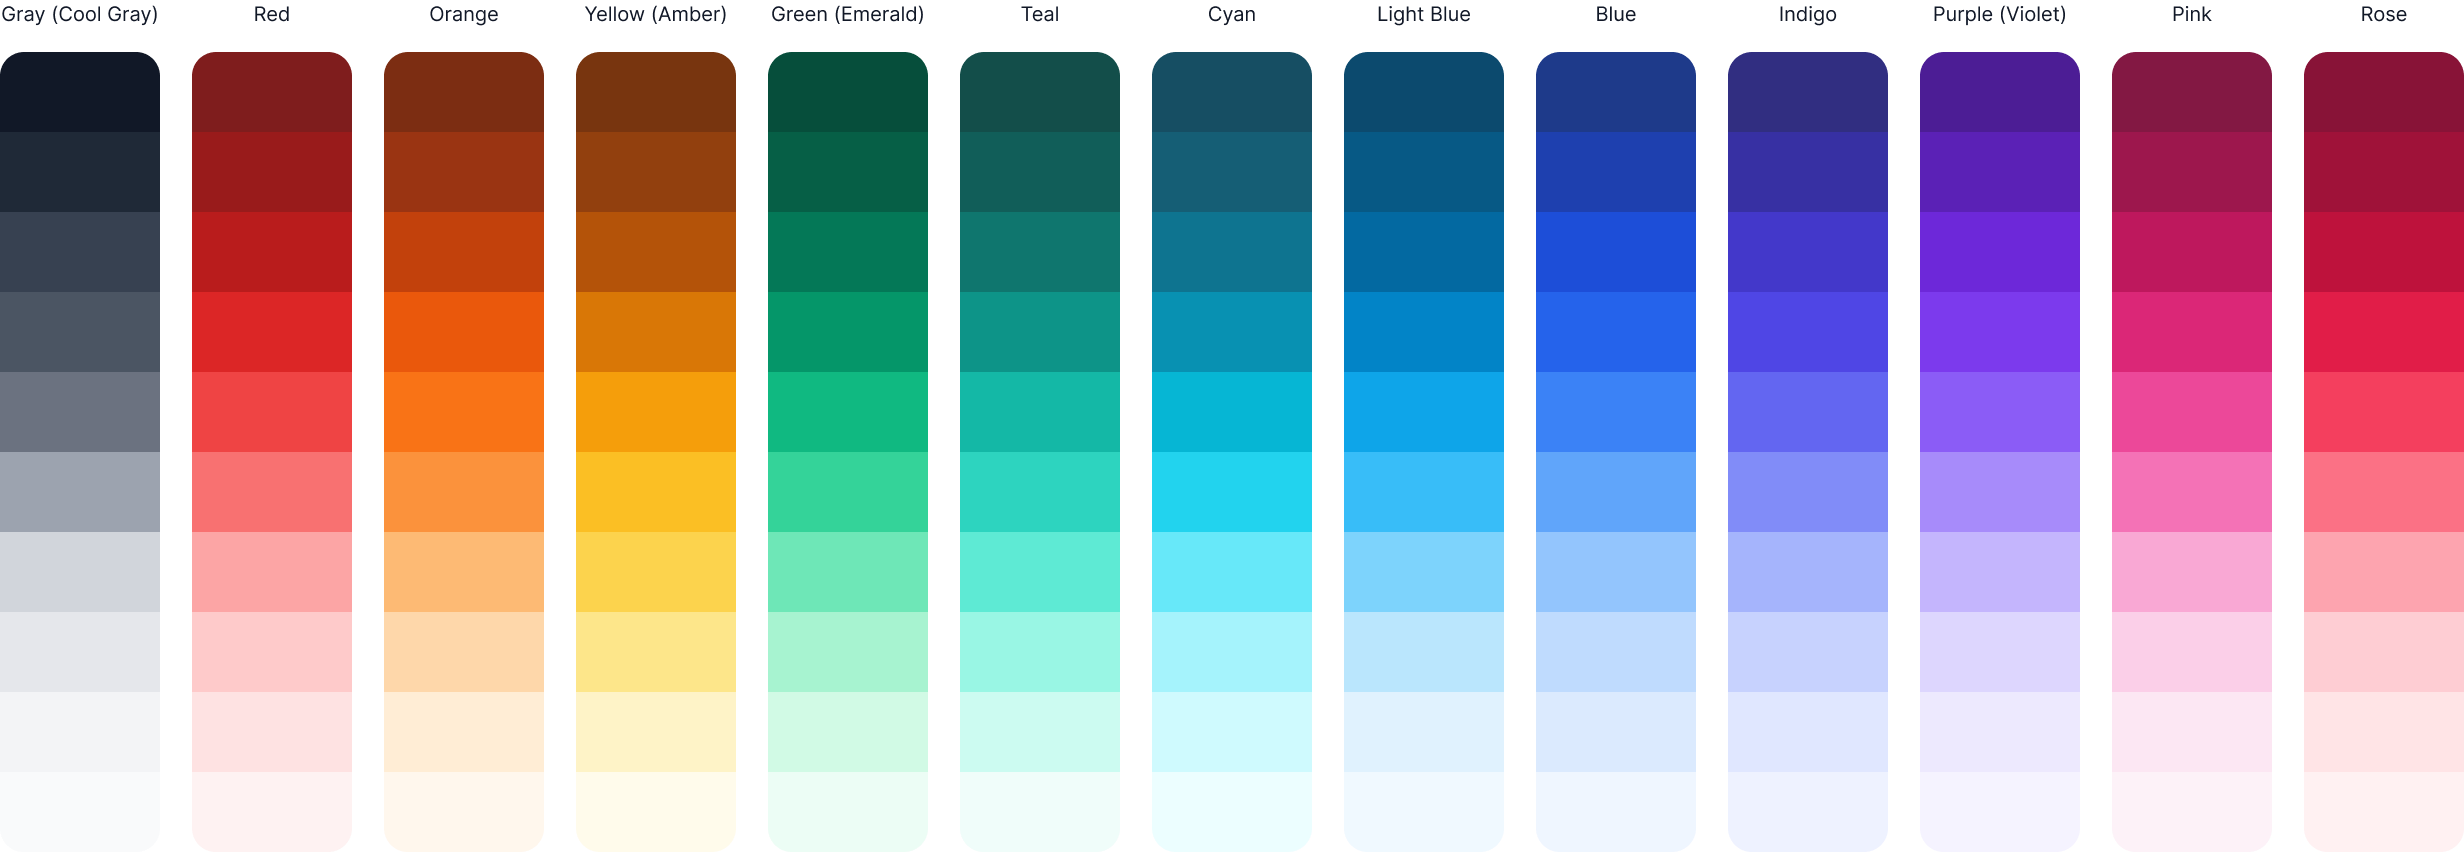 Gray (Cool Gray)
Red
Orange
Yellow (Amber)
Green (Emerald)
Teal
Cyan
Light Blue
Blue
Indigo
Purple (Violet)
Pink
Rose